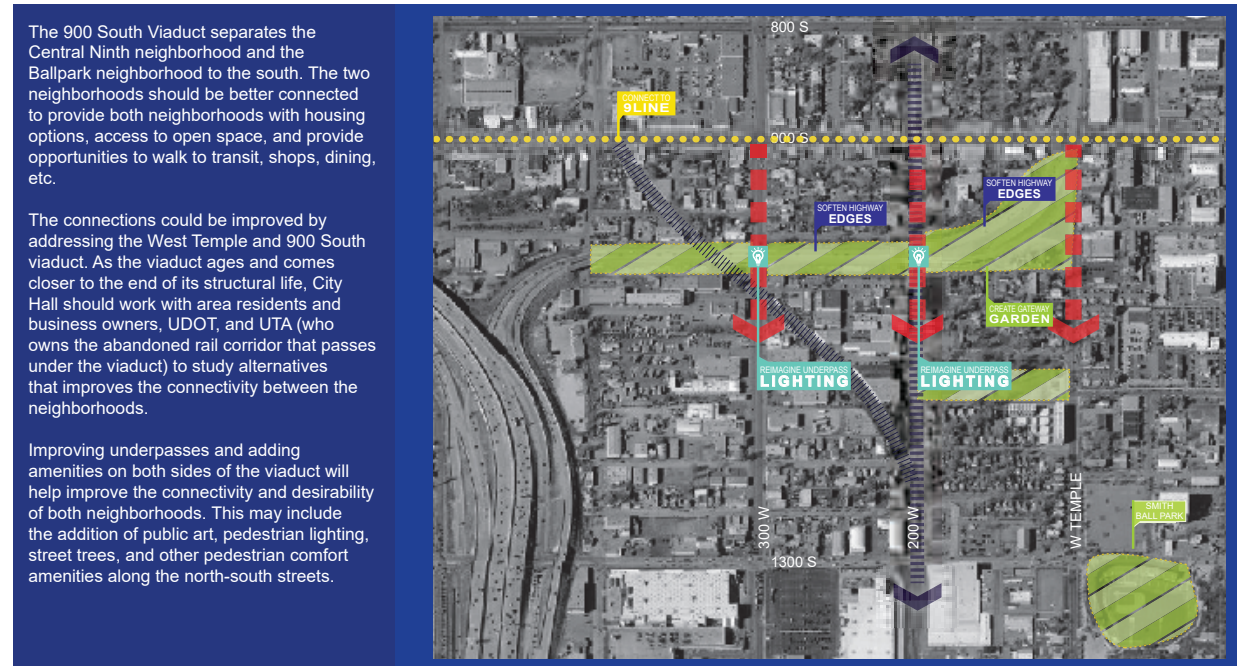 The 900 South Viaduct separates the
Central Ninth neighborhood and the
Ballpark neighborhood to the south. The two
neighborhoods should be better connected
to provide both neighborhoods with housing
options, access to open space, and provide
opportunities to walk to transit, shops, dining,
etc.
The connections could be improved by
addressing the West Temple and 900 South
viaduct. As the viaduct ages and comes
closer to the end of its structural life, City
Hall should work with area residents and
business owners, UDOT, and UTA (who
owns the abandoned rail corridor that passes
under the viaduct) to study alternatives
that improves the connectivity between the
neighborhoods.
Improving underpasses and adding
amenities on both sides of the viaduct will
help improve the connectivity and desirability
of both neighborhoods. This may include
the addition of public art, pedestrian lighting,
street trees, and other pedestrian comfort
amenities along the north-south streets.
800 S
CONNECT TO
9LINE
900 S
SOFTEN HIGHWAY
EDGES
SOFTEN HIGHWAY
EDGES
CREATE GATEWAY
GARDEN
REIMAGINE UNDERPASS
LIGHTING
REIMAGINE UNDERPASS
LIGHTING
300 W
200 W
W TEMPLE
SMITH
BALL PARK
1300 S